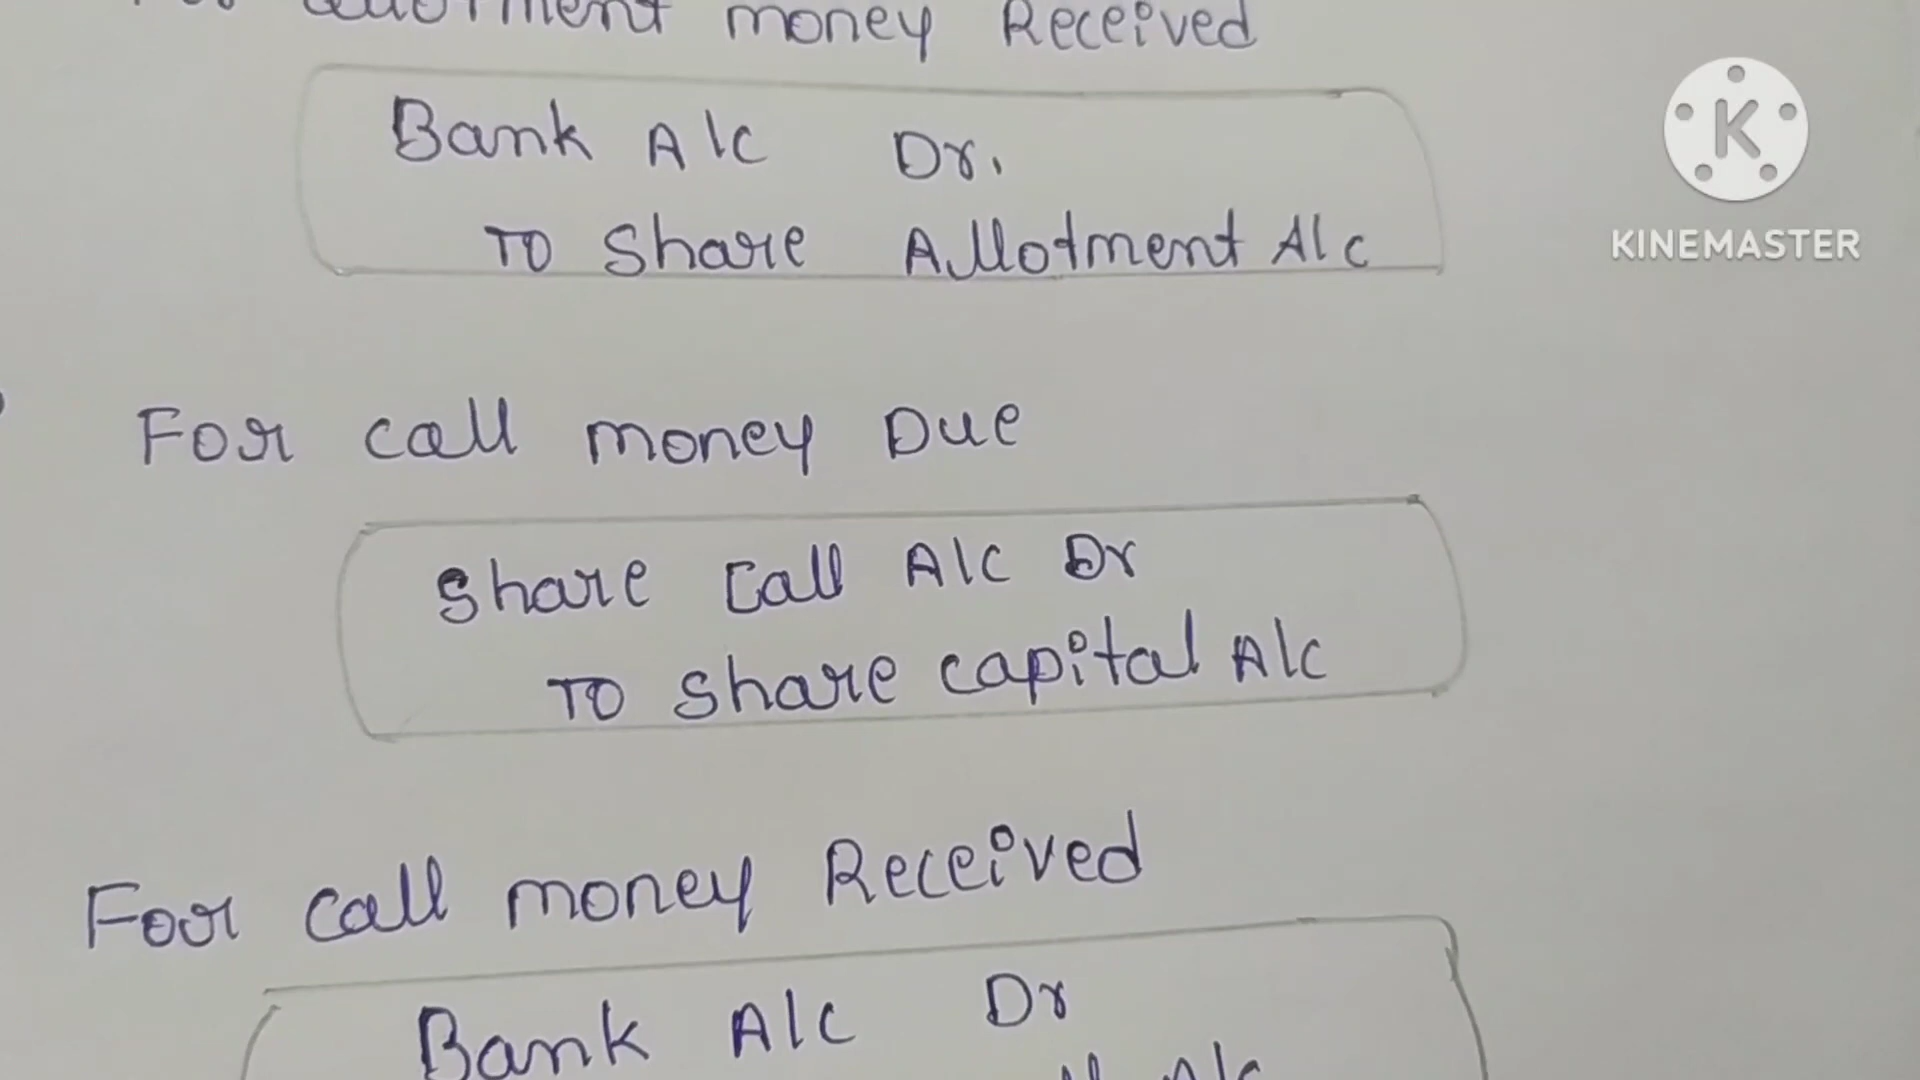 allotment money Received
Bank A/c Dr.
To Share Allotment A/c
For call money Due
Share Call A/c Dr
To Share capital A/c
For call money Received
Bank A/c Dr
A/c
K
KINEMASTER